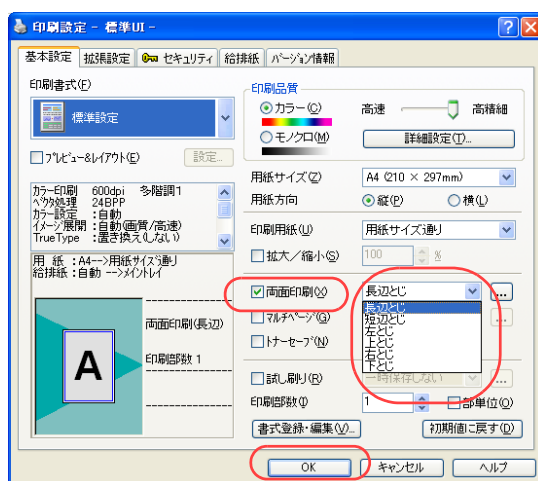 印刷設定 - 標準UI -
基本設定 拡張設定 セキュリティ 給排紙 バージョン情報
印刷書式(F)
標準設定
プレビュー&レイアウト(E) 設定...
カラー印刷 600dpi 多階調1
ベクタ処理 24BPP
カラー設定 :自動
イメージ展開 :自動(画質/高速)
TrueType :置き換え(しない)
用 紙 :A4-->用紙サイズ通り
給排紙 :自動 -->メイントレイ
A
両面印刷(長辺)
印刷部数 1
印刷品質
カラー(C) 高速 高精細
モノクロ(M) 詳細設定(T)...
用紙サイズ(Z) A4 (210 × 297mm)
用紙方向 縦(P) 横(L)
印刷用紙(U) 用紙サイズ通り
拡大/縮小(S) 100 %
両面印刷(X) 長辺とじ ...
マルチページ(G) ...
トナーセーブ(N)
長辺とじ
短辺とじ
左とじ
上とじ
右とじ
下とじ
試し刷り(R) 一時保存しない ...
印刷部数(I) 1 部単位(O)
書式登録・編集(V)... 初期値に戻す(D)
OK キャンセル ヘルプ